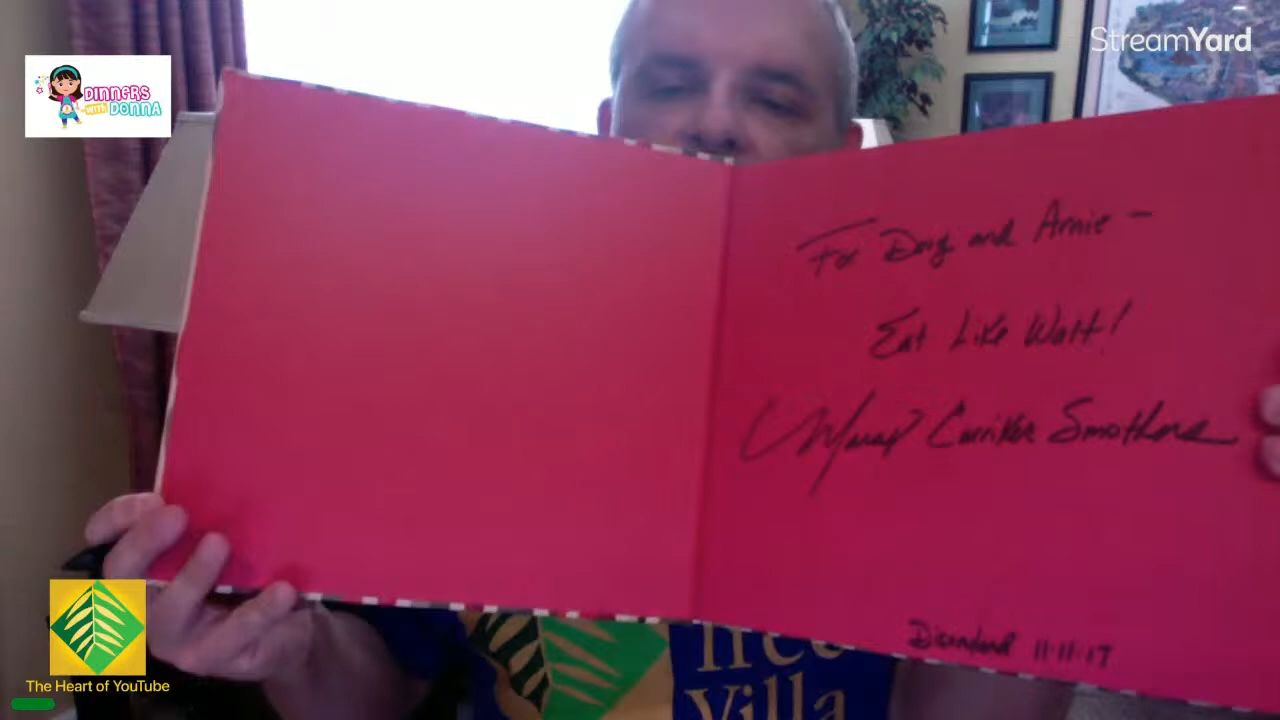 StreamYard
DINNERS
WITH DONNA
For Doug and Arnie –
Eat Like Walt!
Marcy Carriker Smothers
Disneyland 11·11·17
Tree
Villa
The Heart of YouTube